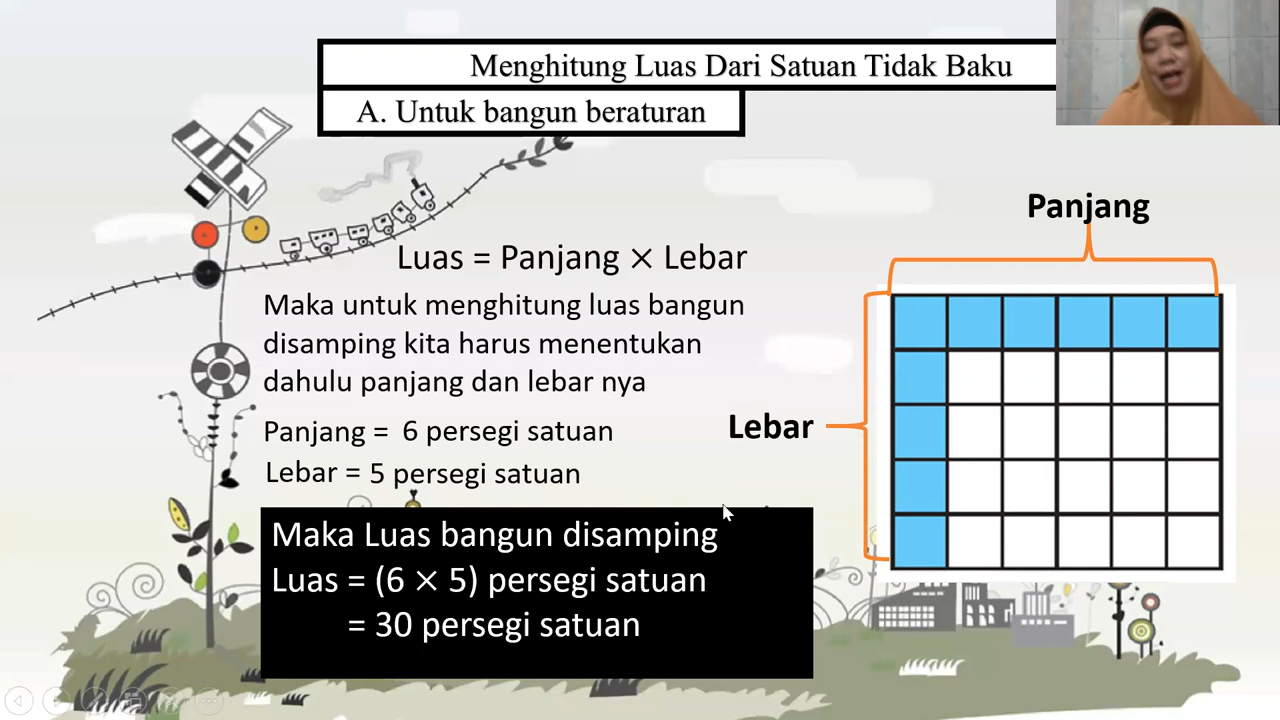 Menghitung Luas Dari Satuan Tidak Baku
A. Untuk bangun beraturan
Luas = Panjang × Lebar
Maka untuk menghitung luas bangun
disamping kita harus menentukan
dahulu panjang dan lebar nya
Panjang = 6 persegi satuan
Lebar = 5 persegi satuan
Maka Luas bangun disamping
Luas = (6 × 5) persegi satuan
= 30 persegi satuan
Panjang
Lebar